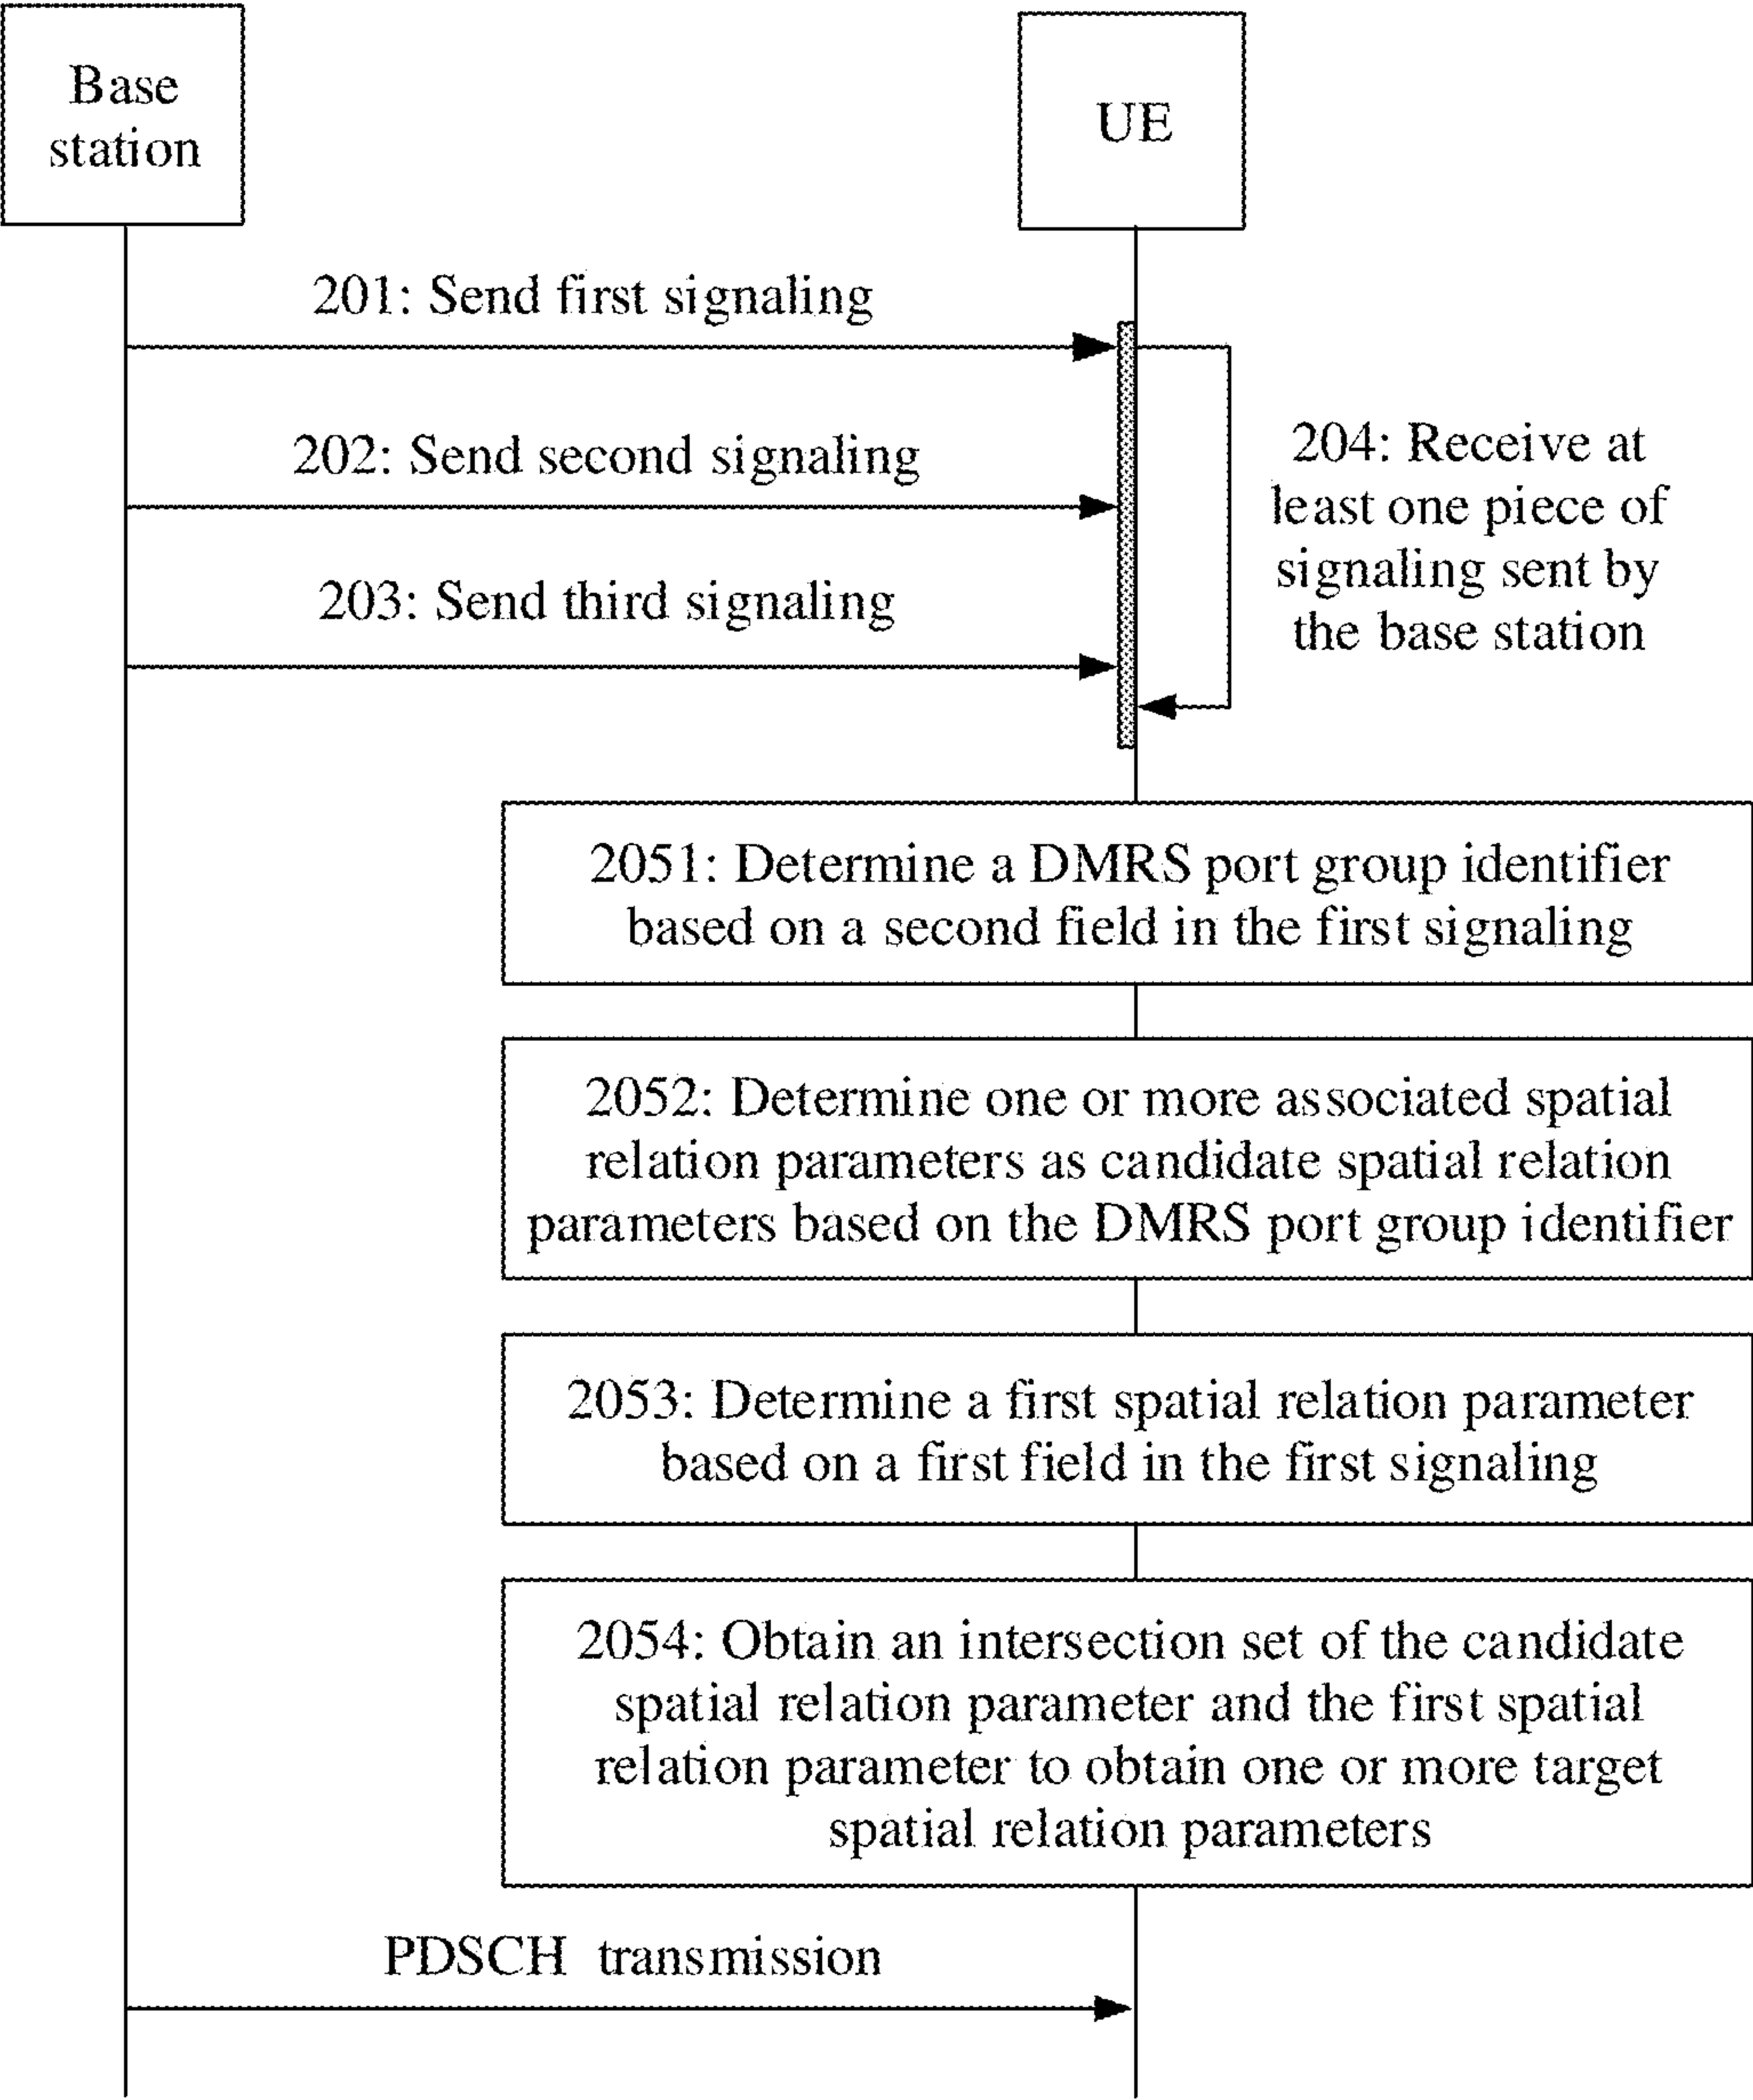 Base
station
UE
201: Send first signaling
202: Send second signaling
203: Send third signaling
204: Receive at
least one piece of
signaling sent by
the base station
2051: Determine a DMRS port group identifier
based on a second field in the first signaling
2052: Determine one or more associated spatial
relation parameters as candidate spatial relation
parameters based on the DMRS port group identifier
2053: Determine a first spatial relation parameter
based on a first field in the first signaling
2054: Obtain an intersection set of the candidate
spatial relation parameter and the first spatial
relation parameter to obtain one or more target
spatial relation parameters
PDSCH transmission